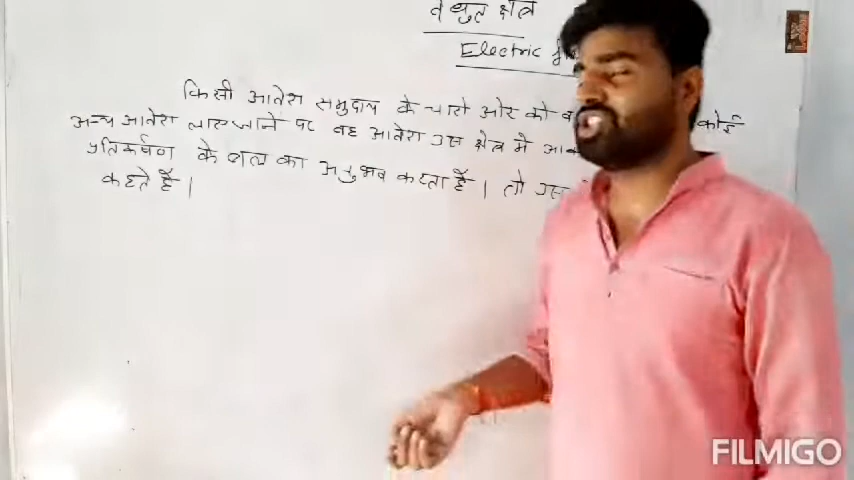 विद्युत क्षेत्र
Electric
किसी आवेश समुदाय के चारो ओर को कोई
अन्य आवेश लाए जाने पर वह आवेश उस क्षेत्र मे
प्रतिकर्षण के बल का अनुभव करता है । तो उस
कहते हैं ।
FILMIGO